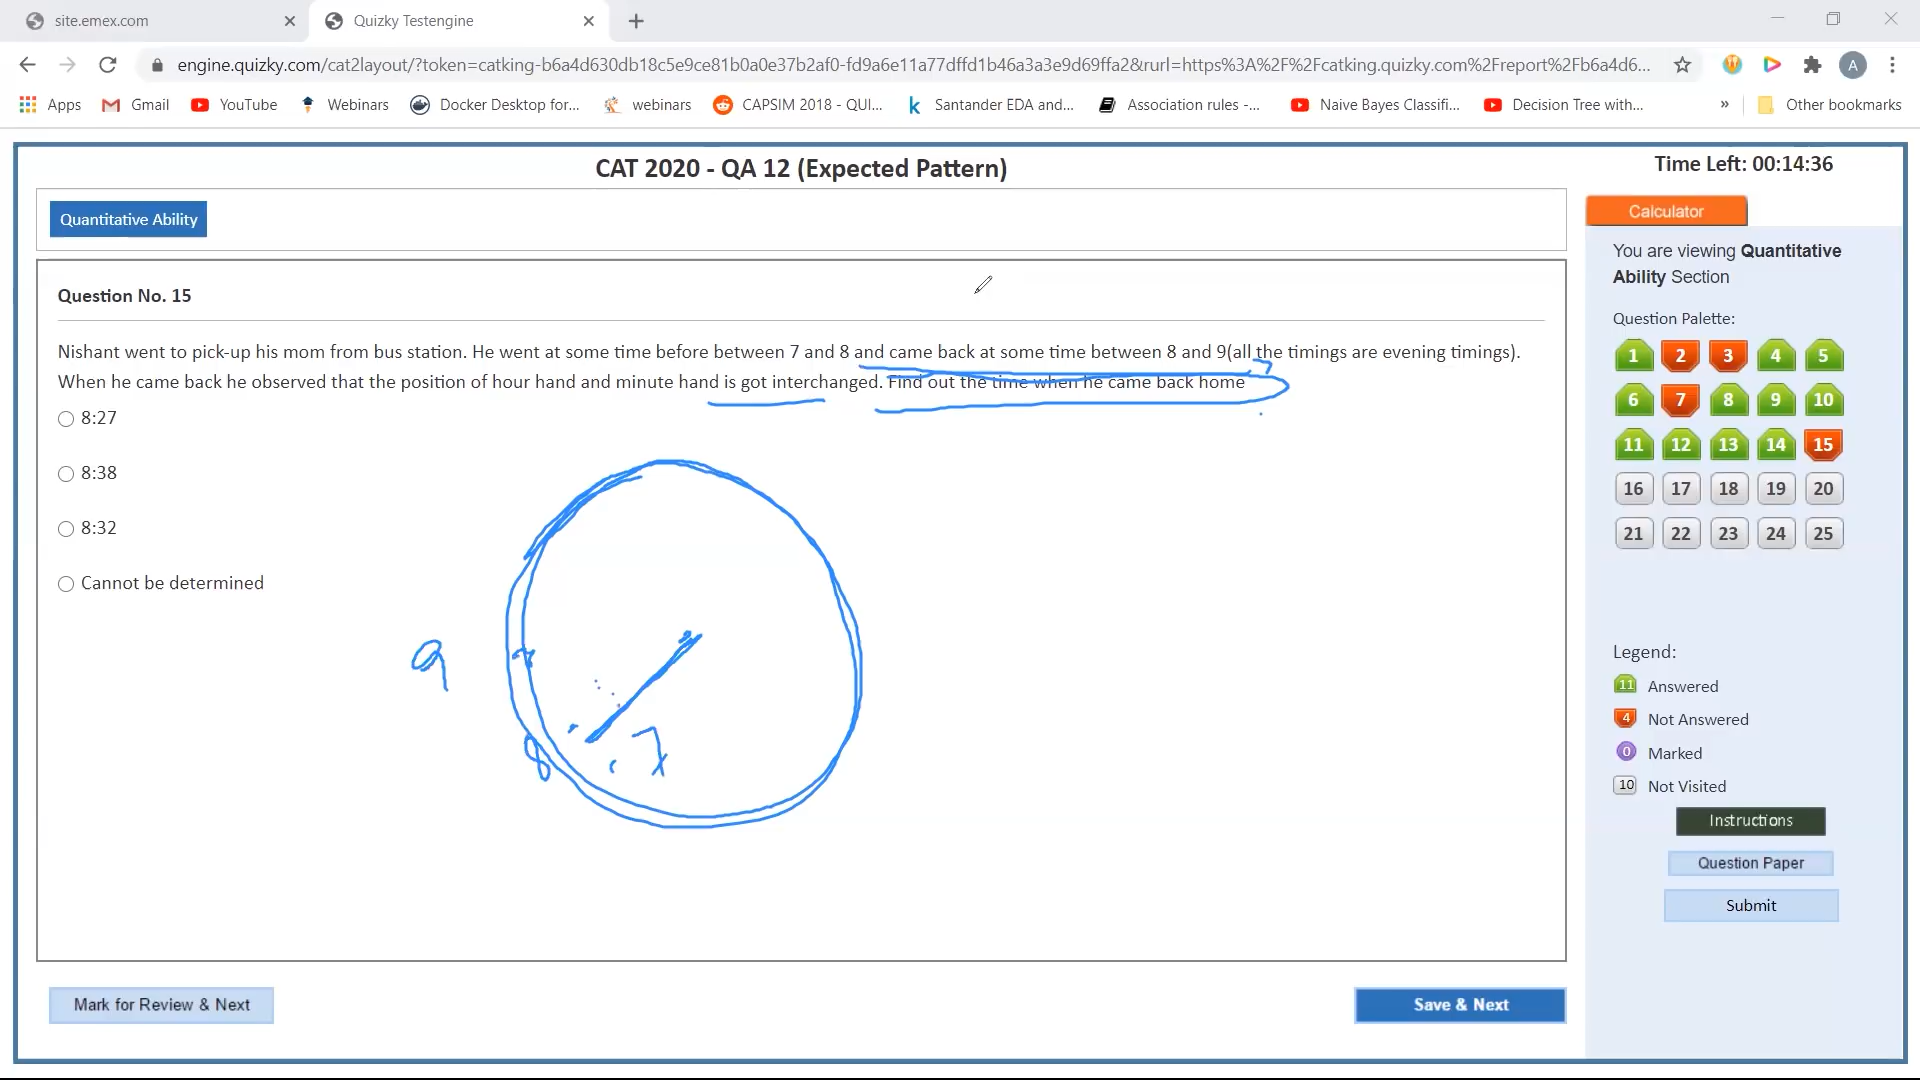 site.emex.com
Quizky Testengine
engine.quizky.com/cat2layout/?token=catking-b6a4d630db18c5e9ce81b0a0e37b2af0-fd9a6e11a77dffd1b46a3a3e9d69ffa2&rurl=https%3A%2F%2Fcatking.quizky.com%2Freport%2Fb6a4d6...
A
Apps Gmail YouTube Webinars Docker Desktop for... webinars CAPSIM 2018 - QUI... Santander EDA and... Association rules -... Naive Bayes Classifi... Decision Tree with... » Other bookmarks
CAT 2020 - QA 12 (Expected Pattern)
Time Left: 00:14:36
Quantitative Ability
Question No. 15
Nishant went to pick-up his mom from bus station. He went at some time before between 7 and 8 and came back at some time between 8 and 9(all the timings are evening timings).
When he came back he observed that the position of hour hand and minute hand is got interchanged. Find out the time when he came back home
8:27
8:38
8:32
Cannot be determined
9
8
7
Mark for Review & Next
Save & Next
Calculator
You are viewing Quantitative
Ability Section
Question Palette:
1 2 3 4 5
6 7 8 9 10
11 12 13 14 15
16 17 18 19 20
21 22 23 24 25
Legend:
11 Answered
4 Not Answered
0 Marked
10 Not Visited
Instructions
Question Paper
Submit